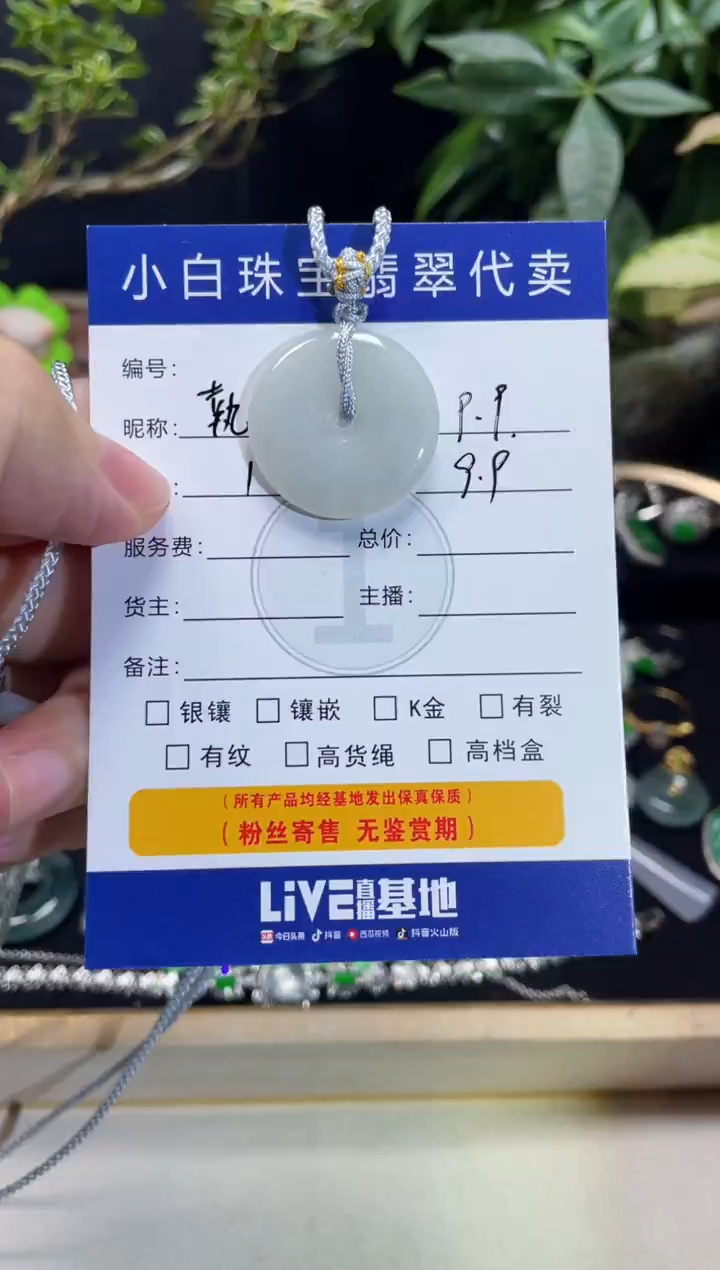 小白珠宝翡翠代卖
编号:
昵称: 執 P.P.
: 1 9.9
服务费: 总价:
货主: 主播:
备注:
银镶 镶嵌 K金 有裂
有纹 高货绳 高档盒
(所有产品均经基地发出保真保质)
(粉丝寄售 无鉴赏期)
LiVE直播基地
头条 今日头条 抖音 西瓜视频 抖音火山版